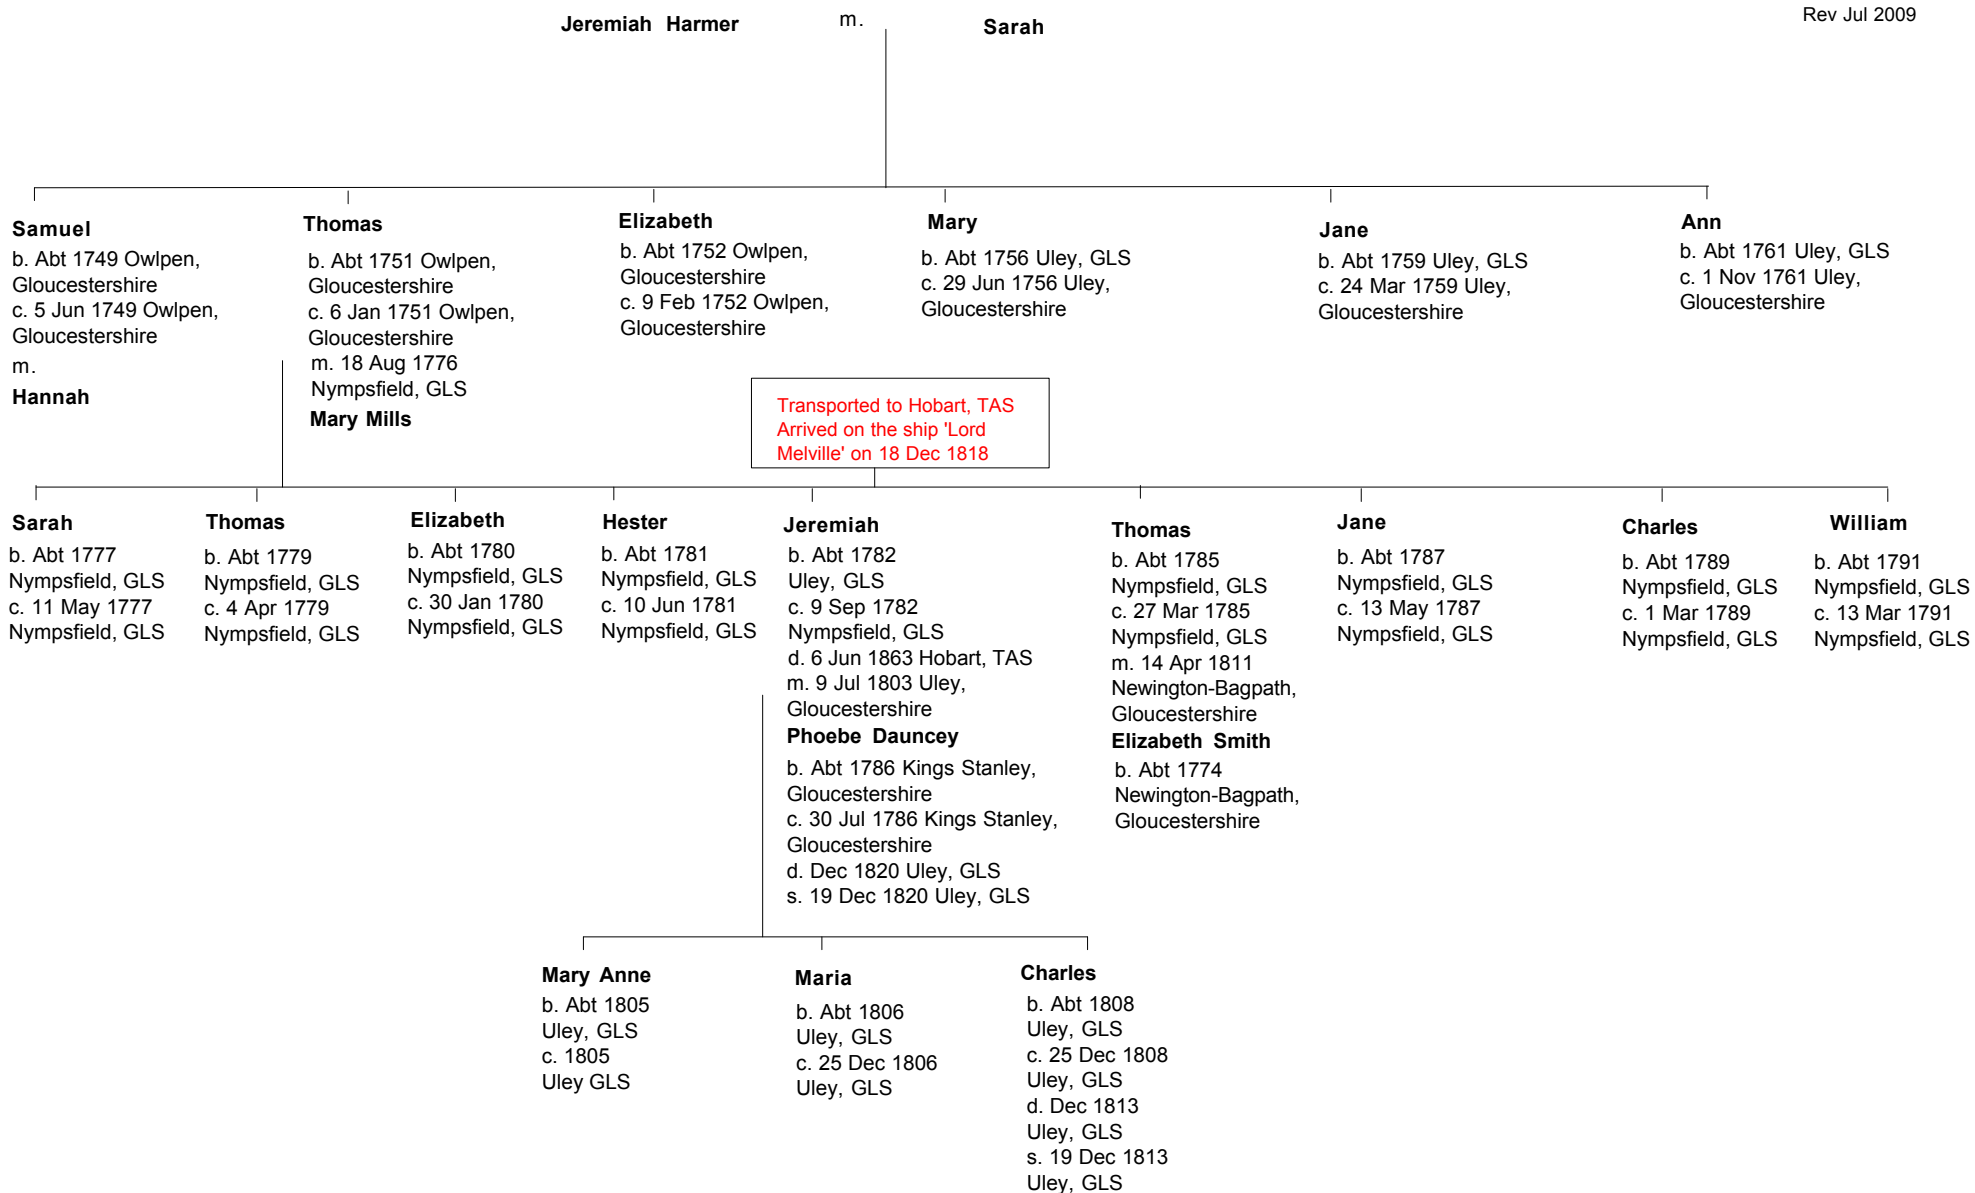 Jeremiah Harmer
m.
Sarah
Rev Jul 2009
Samuel
b. Abt 1749 Owlpen,
Gloucestershire
c. 5 Jun 1749 Owlpen,
Gloucestershire
m.
Hannah
Thomas
b. Abt 1751 Owlpen,
Gloucestershire
c. 6 Jan 1751 Owlpen,
Gloucestershire
m. 18 Aug 1776
Nympsfield, GLS
Mary Mills
Elizabeth
b. Abt 1752 Owlpen,
Gloucestershire
c. 9 Feb 1752 Owlpen,
Gloucestershire
Mary
b. Abt 1756 Uley, GLS
c. 29 Jun 1756 Uley,
Gloucestershire
Jane
b. Abt 1759 Uley, GLS
c. 24 Mar 1759 Uley,
Gloucestershire
Ann
b. Abt 1761 Uley, GLS
c. 1 Nov 1761 Uley,
Gloucestershire
Transported to Hobart, TAS
Arrived on the ship 'Lord
Melville' on 18 Dec 1818
Sarah
b. Abt 1777
Nympsfield, GLS
c. 11 May 1777
Nympsfield, GLS
Thomas
b. Abt 1779
Nympsfield, GLS
c. 4 Apr 1779
Nympsfield, GLS
Elizabeth
b. Abt 1780
Nympsfield, GLS
c. 30 Jan 1780
Nympsfield, GLS
Hester
b. Abt 1781
Nympsfield, GLS
c. 10 Jun 1781
Nympsfield, GLS
Jeremiah
b. Abt 1782
Uley, GLS
c. 9 Sep 1782
Nympsfield, GLS
d. 6 Jun 1863 Hobart, TAS
m. 9 Jul 1803 Uley,
Gloucestershire
Phoebe Dauncey
b. Abt 1786 Kings Stanley,
Gloucestershire
c. 30 Jul 1786 Kings Stanley,
Gloucestershire
d. Dec 1820 Uley, GLS
s. 19 Dec 1820 Uley, GLS
Thomas
b. Abt 1785
Nympsfield, GLS
c. 27 Mar 1785
Nympsfield, GLS
m. 14 Apr 1811
Newington-Bagpath,
Gloucestershire
Elizabeth Smith
b. Abt 1774
Newington-Bagpath,
Gloucestershire
Jane
b. Abt 1787
Nympsfield, GLS
c. 13 May 1787
Nympsfield, GLS
Charles
b. Abt 1789
Nympsfield, GLS
c. 1 Mar 1789
Nympsfield, GLS
William
b. Abt 1791
Nympsfield, GLS
c. 13 Mar 1791
Nympsfield, GLS
Mary Anne
b. Abt 1805
Uley, GLS
c. 1805
Uley GLS
Maria
b. Abt 1806
Uley, GLS
c. 25 Dec 1806
Uley, GLS
Charles
b. Abt 1808
Uley, GLS
c. 25 Dec 1808
Uley, GLS
d. Dec 1813
Uley, GLS
s. 19 Dec 1813
Uley, GLS